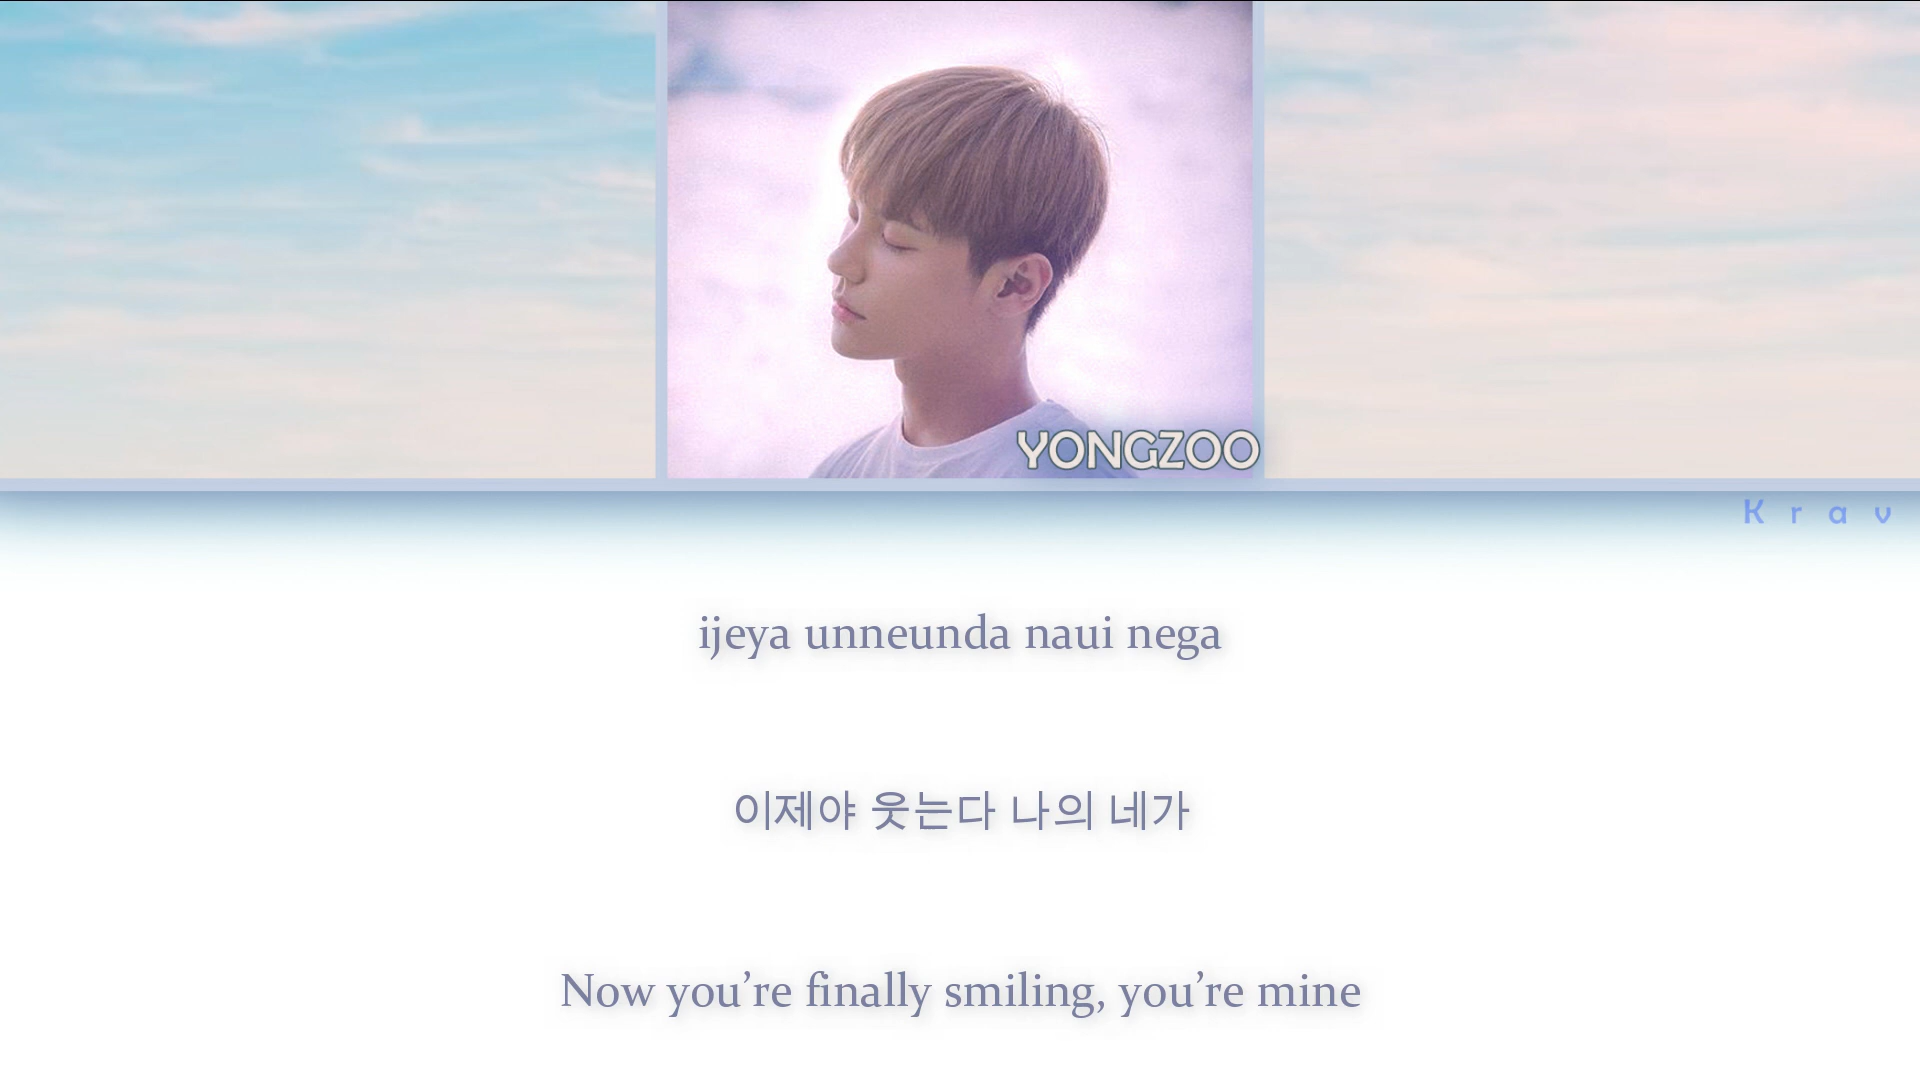 YONGZOO
K r a v
ijeya unneunda naui nega
이제야 웃는다 나의 네가
Now you’re finally smiling, you’re mine